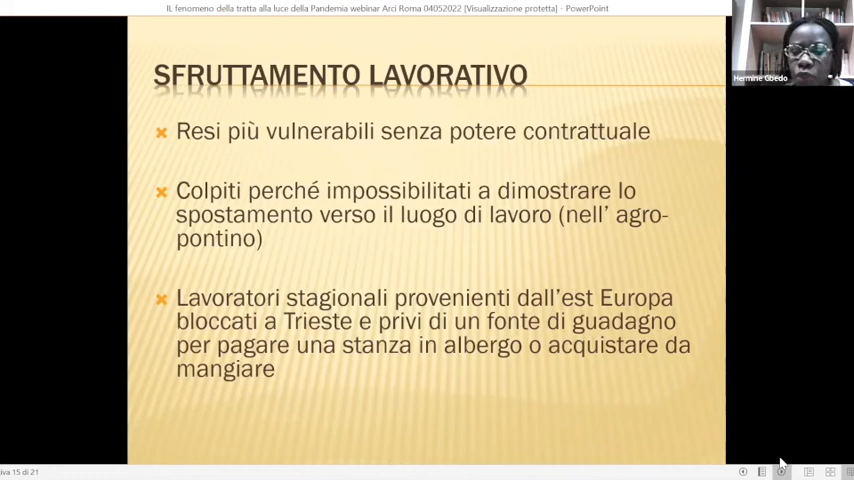 IL fenomeno della tratta alla luce della Pandemia webinar Arci Roma 04052022 [Visualizzazione protetta] - PowerPoint
Hermine Gbedo
SFRUTTAMENTO LAVORATIVO
Resi più vulnerabili senza potere contrattuale
Colpiti perché impossibilitati a dimostrare lo
spostamento verso il luogo di lavoro (nell' agro-
pontino)
Lavoratori stagionali provenienti dall'est Europa
bloccati a Trieste e privi di un fonte di guadagno
per pagare una stanza in albergo o acquistare da
mangiare
iva 15 di 21